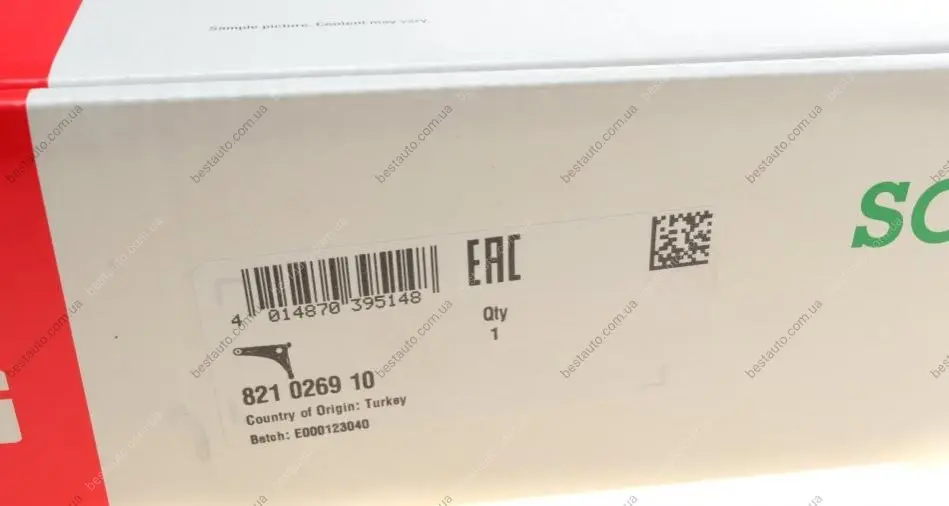 Sample picture. Content may vary.
SC
EAC
4 014870 395148
Qty
1
821 0269 10
Country of Origin: Turkey
Batch: E000123040
bestauto.com.ua